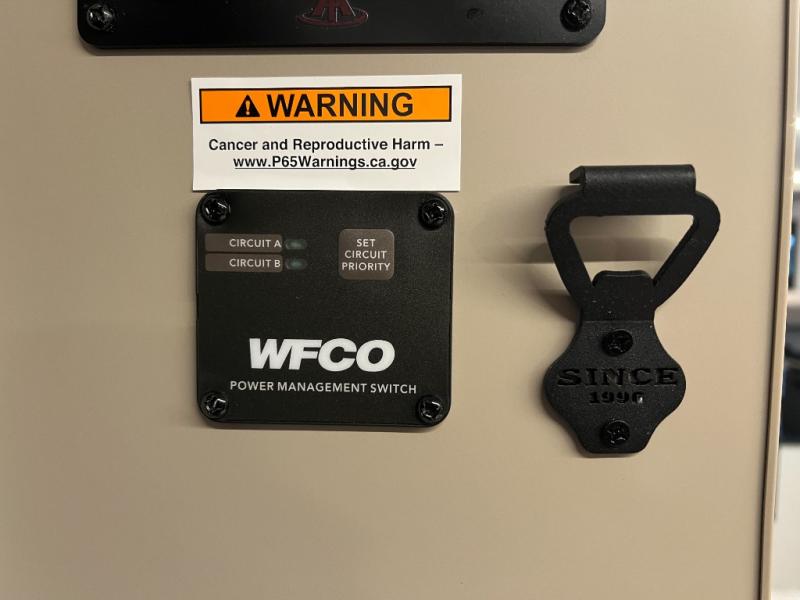 WARNING
Cancer and Reproductive Harm –
www.P65Warnings.ca.gov
CIRCUIT A
CIRCUIT B
SET
CIRCUIT
PRIORITY
WFCO
POWER MANAGEMENT SWITCH
SINCE
1996